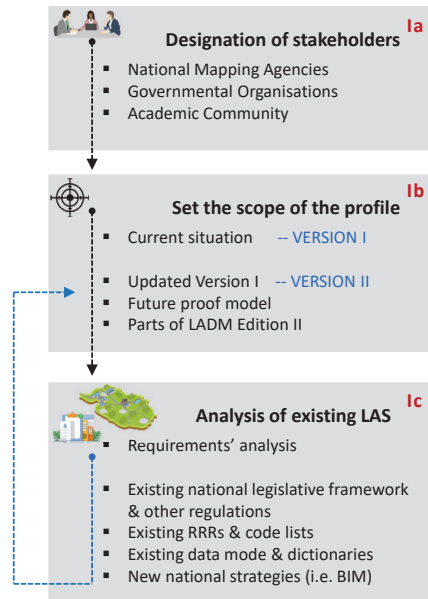 Ia
Designation of stakeholders
▪ National Mapping Agencies
▪ Governmental Organisations
▪ Academic Community
Ib
Set the scope of the profile
▪ Current situation -- VERSION I
▪ Updated Version I -- VERSION II
▪ Future proof model
▪ Parts of LADM Edition II
Ic
Analysis of existing LAS
▪ Requirements’ analysis
▪ Existing national legislative framework
& other regulations
▪ Existing RRRs & code lists
▪ Existing data mode & dictionaries
▪ New national strategies (i.e. BIM)